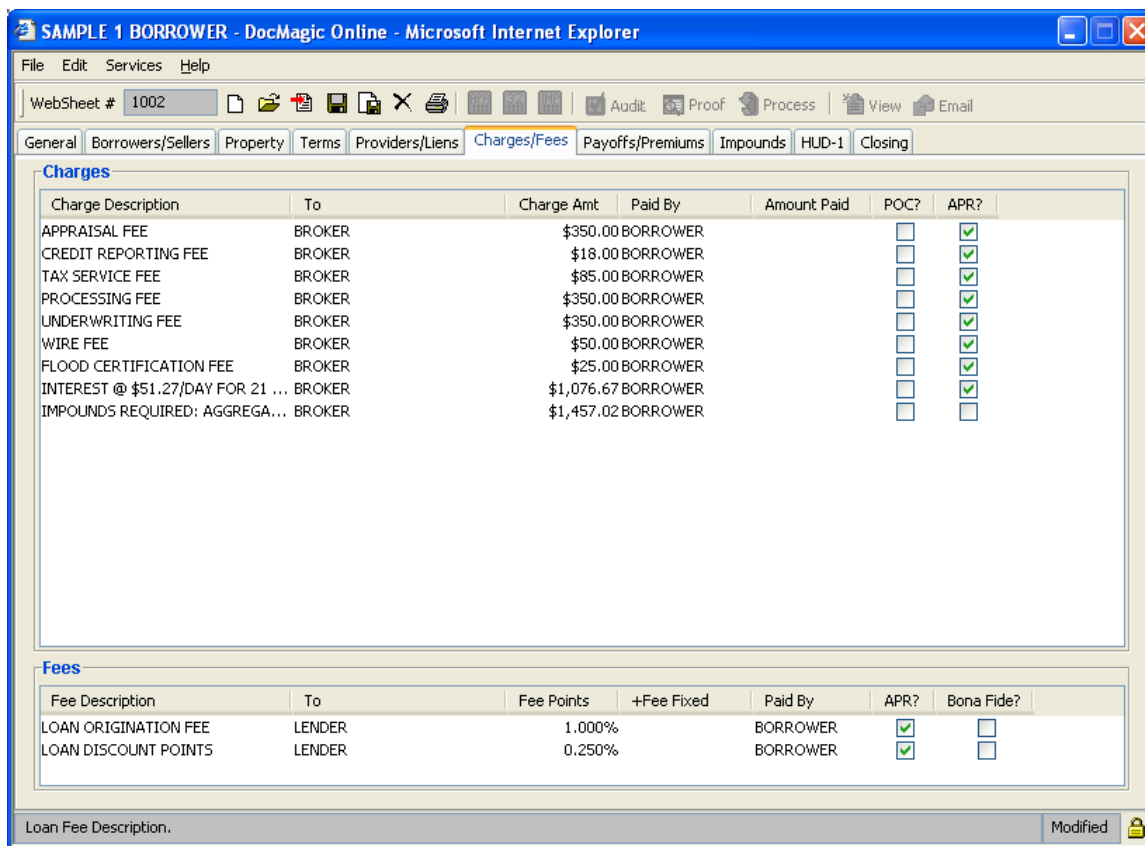 SAMPLE 1 BORROWER - DocMagic Online - Microsoft Internet Explorer
File Edit Services Help
WebSheet # 1002 Audit Proof Process View Email
General Borrowers/Sellers Property Terms Providers/Liens Charges/Fees Payoffs/Premiums Impounds HUD-1 Closing
Charges
Charge Description To Charge Amt Paid By Amount Paid POC? APR?
APPRAISAL FEE BROKER $350.00 BORROWER
CREDIT REPORTING FEE BROKER $18.00 BORROWER
TAX SERVICE FEE BROKER $85.00 BORROWER
PROCESSING FEE BROKER $350.00 BORROWER
UNDERWRITING FEE BROKER $350.00 BORROWER
WIRE FEE BROKER $50.00 BORROWER
FLOOD CERTIFICATION FEE BROKER $25.00 BORROWER
INTEREST @ $51.27/DAY FOR 21 ... BROKER $1,076.67 BORROWER
IMPOUNDS REQUIRED: AGGREGA... BROKER $1,457.02 BORROWER
Fees
Fee Description To Fee Points +Fee Fixed Paid By APR? Bona Fide?
LOAN ORIGINATION FEE LENDER 1.000% BORROWER
LOAN DISCOUNT POINTS LENDER 0.250% BORROWER
Loan Fee Description. Modified